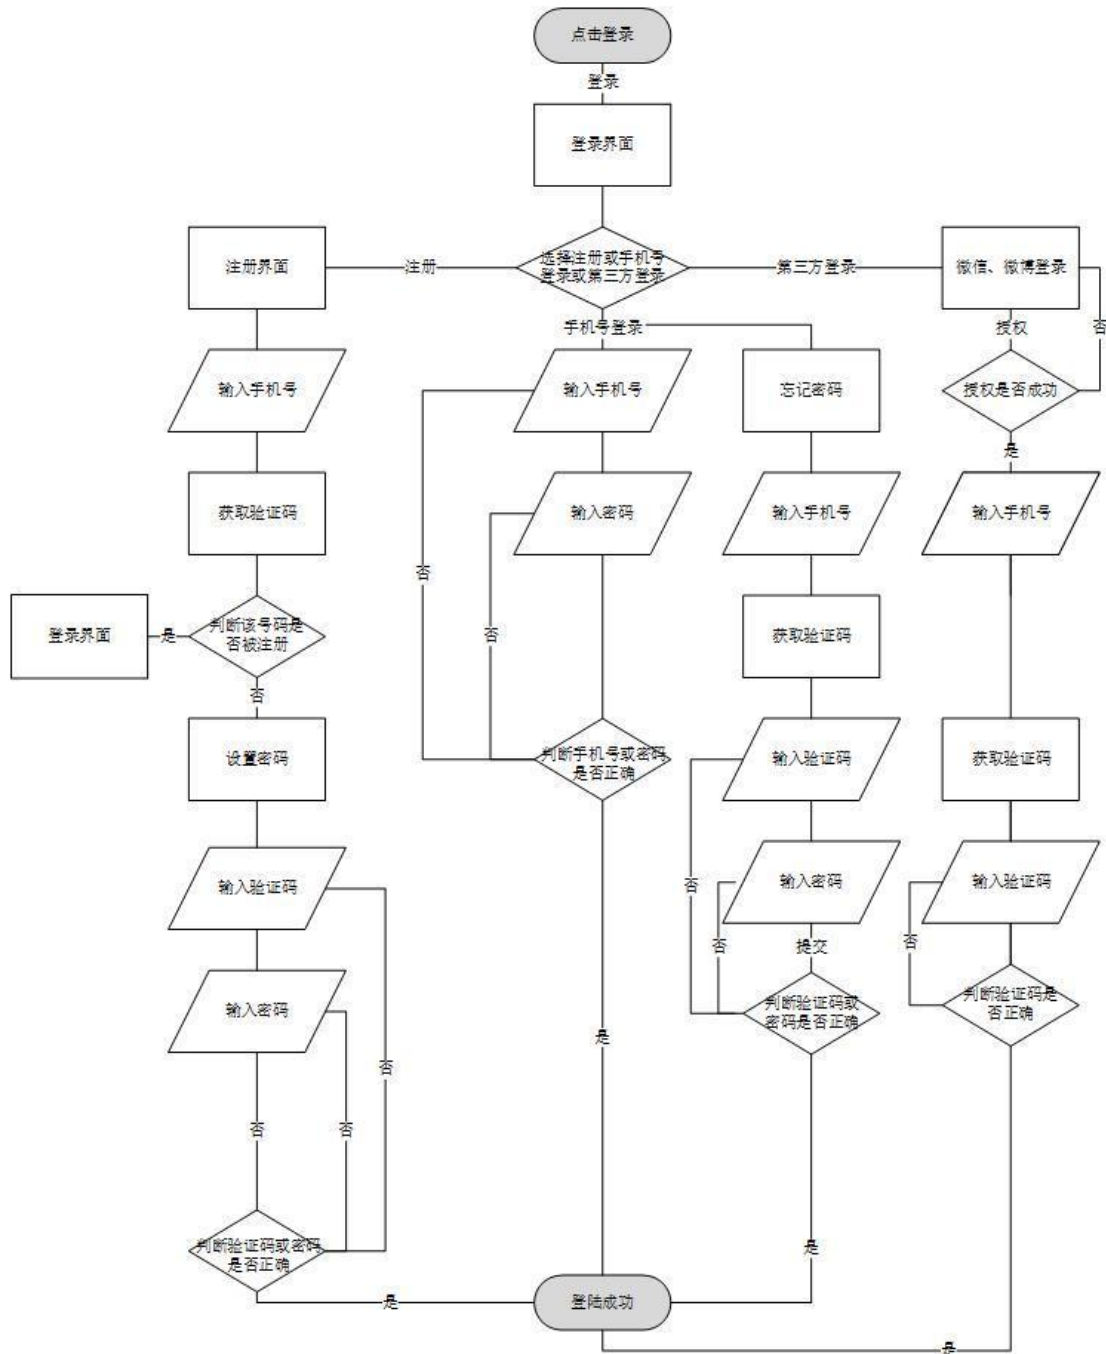 点击登录
登录
登录界面
选择注册或手机号
登录或第三方登录
注册
注册界面
第三方登录
微信、微博登录
手机号登录
授权
否
输入手机号
输入手机号
忘记密码
授权是否成功
是
获取验证码
输入密码
输入手机号
输入手机号
否
登录界面
是
判断该号码是
否被注册
否
获取验证码
否
设置密码
判断手机号或密码
是否正确
输入验证码
获取验证码
输入验证码
否
输入密码
输入验证码
否
提交
否
输入密码
判断验证码或
密码是否正确
判断验证码是
否正确
否
是
否
否
判断验证码或密码
是否正确
是
是
登陆成功
是